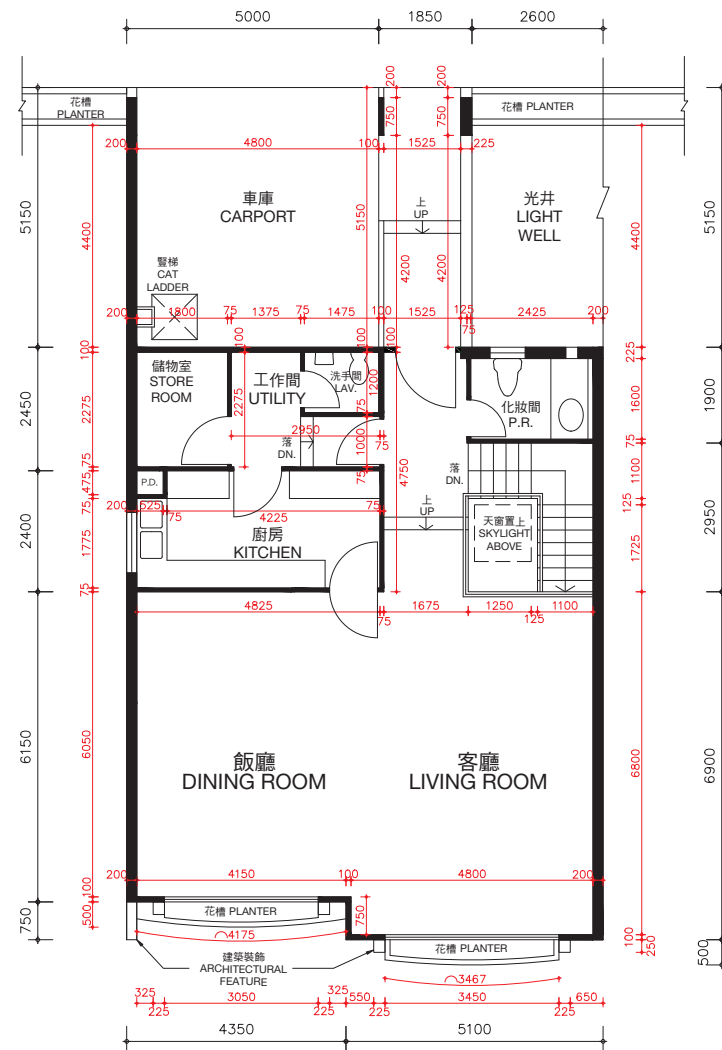 5000
1850
2600
200
200
花槽
PLANTER
花槽 PLANTER
750
750
200
4800
100
1525
225
車庫
CARPORT
上
UP
光井
LIGHT
WELL
5150
4400
5150
4200
4200
4400
5150
豎梯
CAT
LADDER
200
1800
75
1375
75
1475
100
1525
125
75
2425
200
100
100
100
100
225
儲物室
STORE
ROOM
工作間
UTILITY
洗手間
LAV.
化妝間
P.R.
2450
2275
2275
1200
75
1600
1900
2950
75
1000
75
落
DN.
落
DN.
75
75
475
P.D.
4750
1100
200
525
75
4225
75
75
125
上
UP
天窗置上
SKYLIGHT
ABOVE
廚房
KITCHEN
2400
1775
1725
2950
75
4825
75
1675
1250
125
1100
6150
6050
飯廳
DINING ROOM
客廳
LIVING ROOM
6800
6900
200
4150
100
4800
200
100
花槽 PLANTER
750
500
750
4175
花槽 PLANTER
100
250
500
建築裝飾
ARCHITECTURAL
FEATURE
3467
325
225
3050
225
325
550
225
3450
225
650
4350
5100